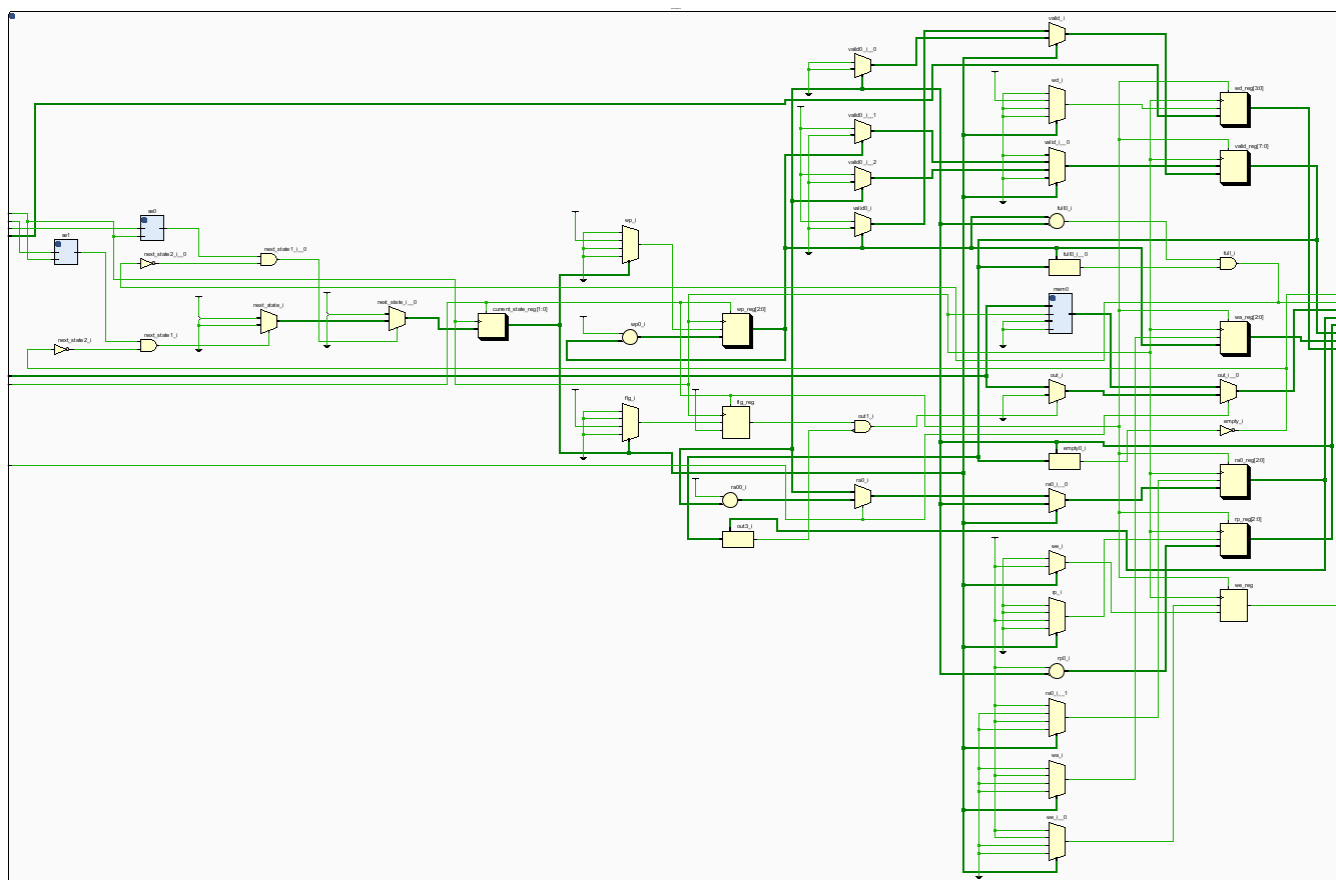 valid_i
valid0_i__0
wd_i
wd_reg[3:0]
valid0_i__1
valid_i__0
valid_reg[7:0]
valid0_i__2
valid0_i
full0_i
wp_i
next_state1_i__0
next_state2_i__0
full0_i__0
full_i
mem0
next_state_i
next_state_i__0
current_state_reg[1:0]
wp_reg[2:0]
wa_reg[2:0]
wp0_i
next_state2_i
next_state1_i
out_i
out_i__0
flg_i
flg_reg
out1_i
empty_i
empty0_i
ra0_reg[2:0]
ra00_i
ra0_i
ra0_i__0
out3_i
rp_reg[2:0]
we_i
we_reg
rp_i
rp0_i
ra0_i__1
wa_i
we_i__0